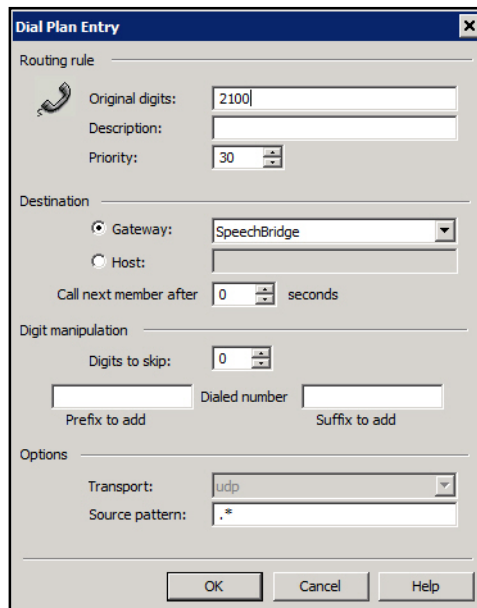 Dial Plan Entry
Routing rule
Original digits: 2100
Description:
Priority: 30
Destination
Gateway: SpeechBridge
Host:
Call next member after 0 seconds
Digit manipulation
Digits to skip: 0
Dialed number
Prefix to add Suffix to add
Options
Transport: udp
Source pattern: .*
OK Cancel Help